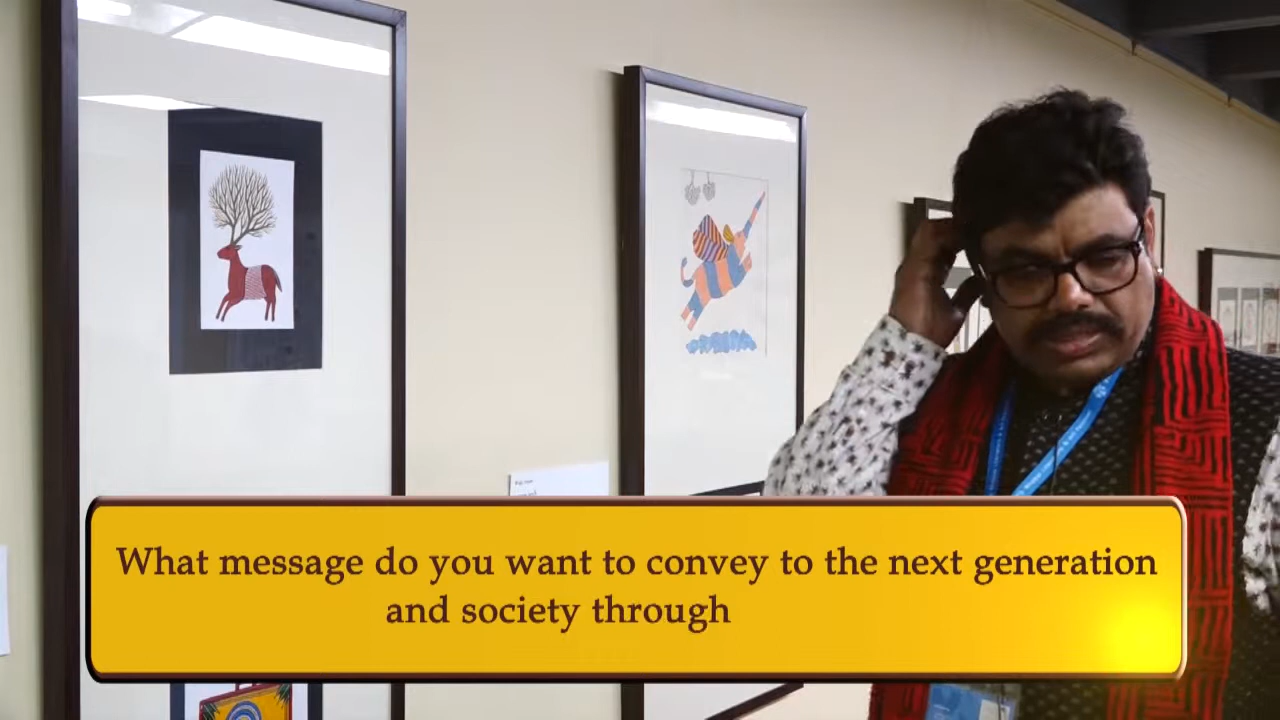 What message do you want to convey to the next generation
and society through